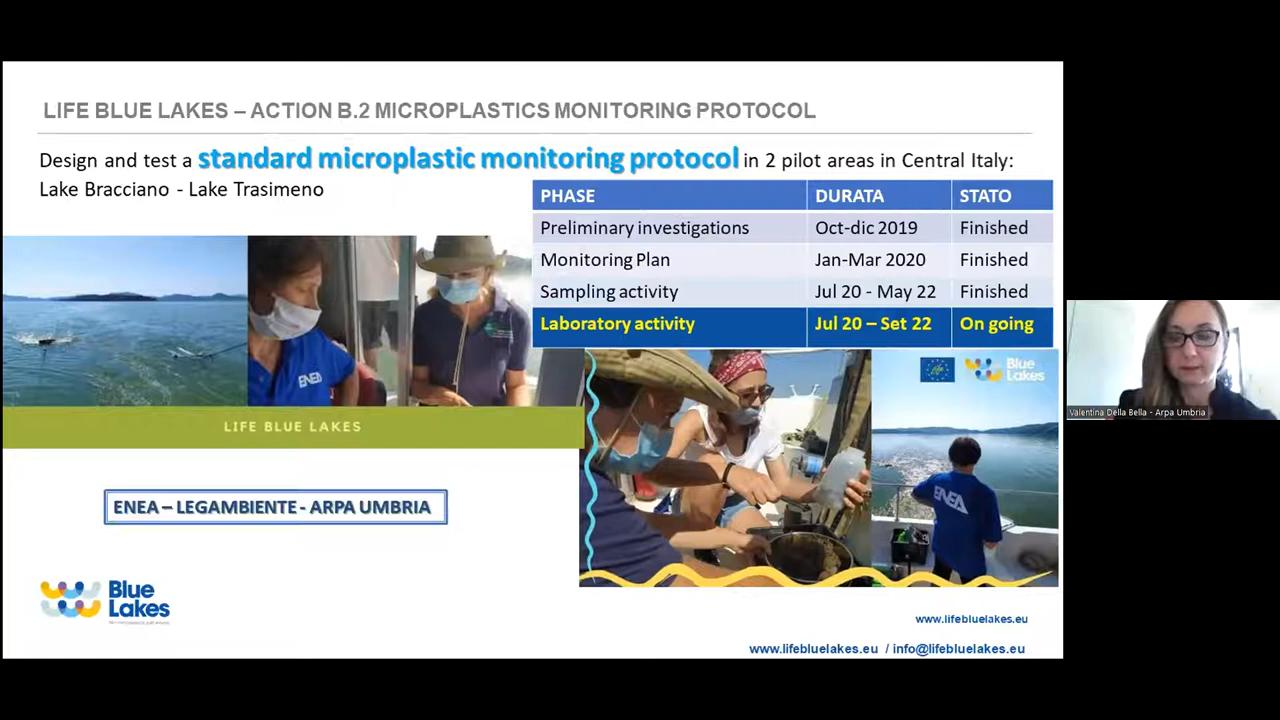 LIFE BLUE LAKES – ACTION B.2 MICROPLASTICS MONITORING PROTOCOL
Design and test a standard microplastic monitoring protocol in 2 pilot areas in Central Italy:
Lake Bracciano - Lake Trasimeno
PHASE DURATA STATO
Preliminary investigations Oct-dic 2019 Finished
Monitoring Plan Jan-Mar 2020 Finished
Sampling activity Jul 20 - May 22 Finished
Laboratory activity Jul 20 – Set 22 On going
ENEA
Blue
Lakes
Valentina Della Bella - Arpa Umbria
LIFE BLUE LAKES
ENEA
ENEA – LEGAMBIENTE - ARPA UMBRIA
Blue
Lakes
www.lifebluelakes.eu
www.lifebluelakes.eu / info@lifebluelakes.eu